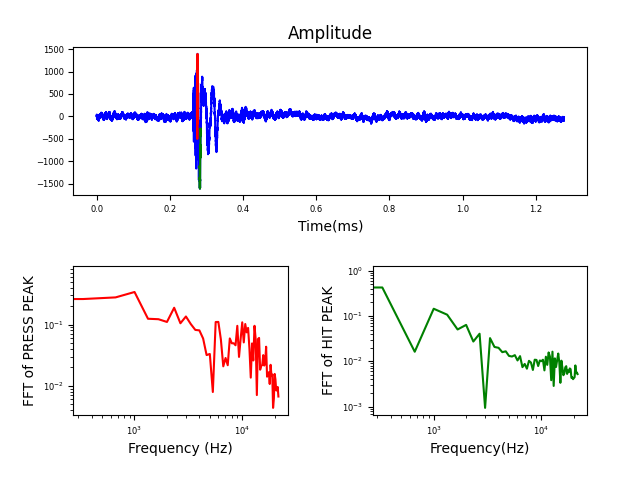 Amplitude
1500
1000
500
0
−500
−1000
−1500
0.0 0.2 0.4 0.6 0.8 1.0 1.2
Time(ms)
FFT of PRESS PEAK
10⁻¹
10⁻²
10³ 10⁴
Frequency (Hz)
FFT of HIT PEAK
10⁰
10⁻¹
10⁻²
10⁻³
10³ 10⁴
Frequency(Hz)